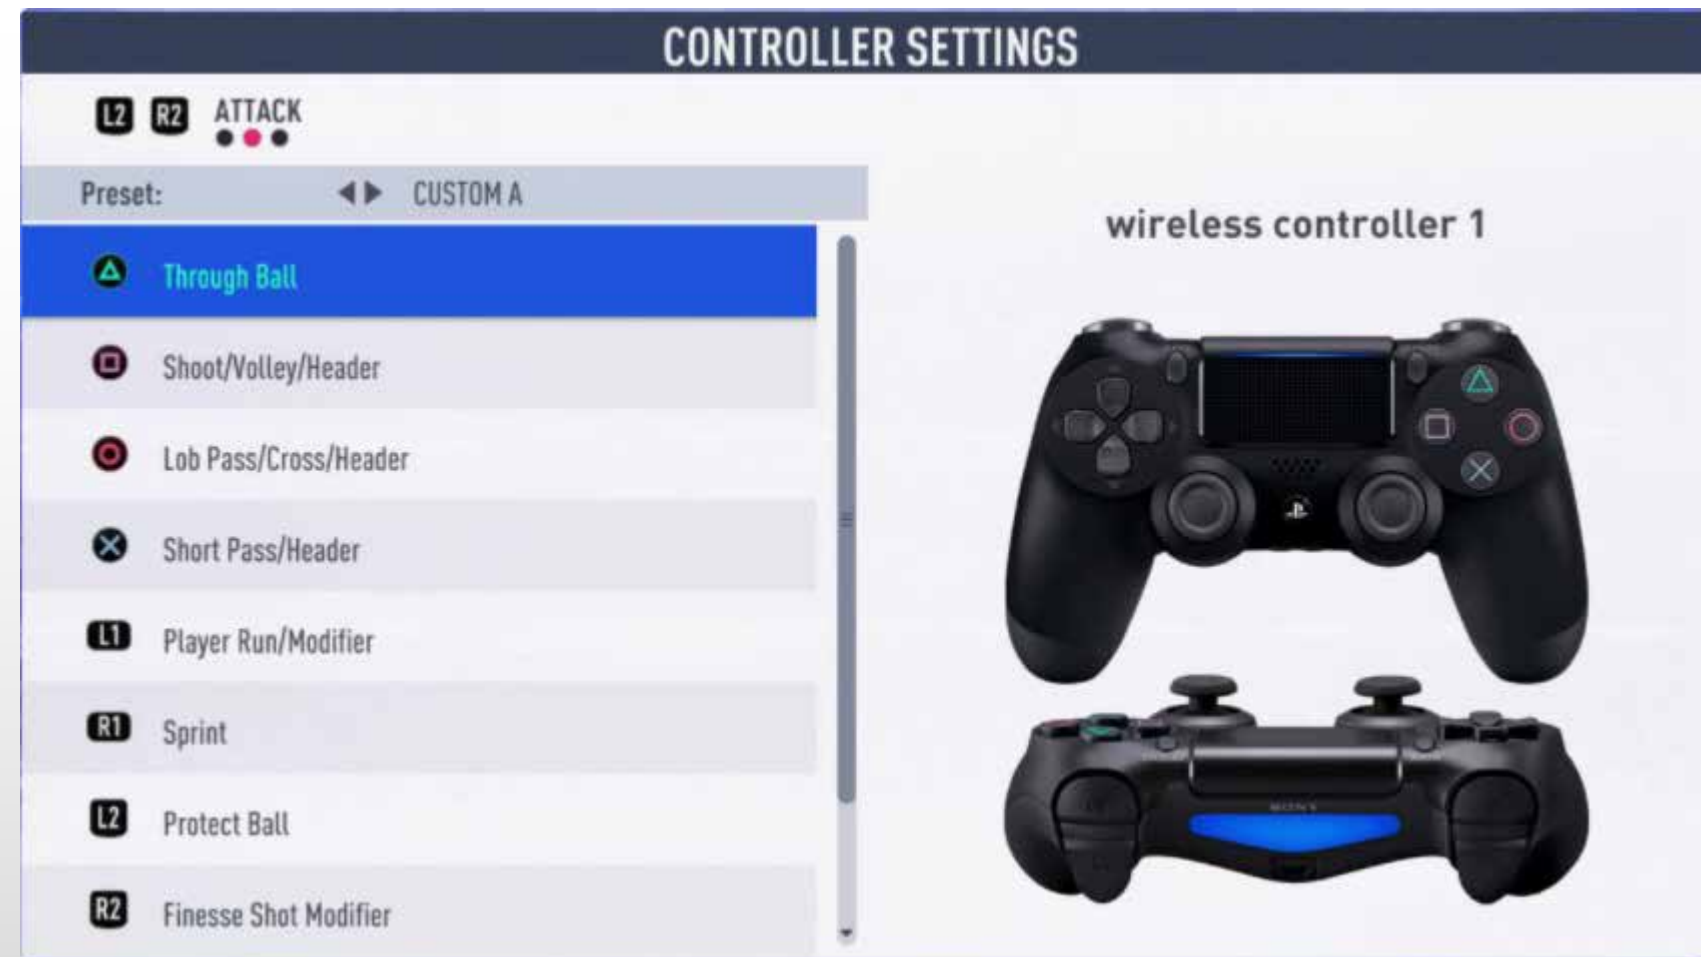 CONTROLLER SETTINGS
L2 R2 ATTACK
Preset: CUSTOM A
wireless controller 1
Through Ball
Shoot/Volley/Header
Lob Pass/Cross/Header
Short Pass/Header
L1 Player Run/Modifier
R1 Sprint
L2 Protect Ball
R2 Finesse Shot Modifier
SONY